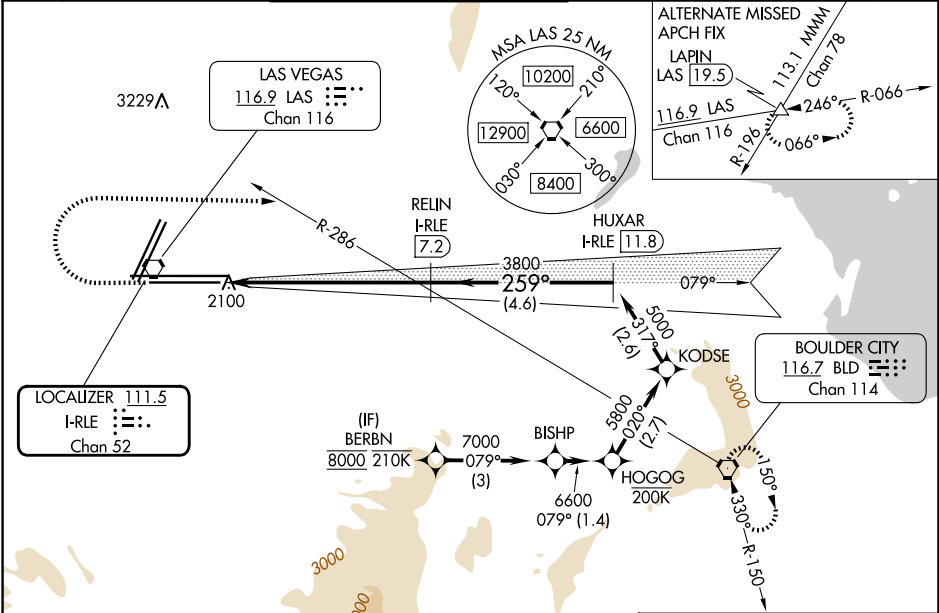 ALTERNATE MISSED
APCH FIX
LAPIN
LAS 19.5
113.1 MMM
Chan 78
116.9 LAS
Chan 116
R-196
246°
R-066
066°
MSA LAS 25 NM
10200
120°
210°
12900
6600
030°
300°
8400
3229
LAS VEGAS
116.9 LAS
Chan 116
R-286
RELIN
I-RLE
7.2
HUXAR
I-RLE 11.8
3800
259°
(4.6)
079°
2100
5000
317°
(2.6)
KODSE
BOULDER CITY
116.7 BLD
Chan 114
LOCALIZER 111.5
I-RLE
Chan 52
(IF)
BERBN
8000 210K
7000
079°
(3)
BISHP
6600
079° (1.4)
5800
020°
(2.7)
HOGOG
200K
3000
150°
330°
R-150
3000
000